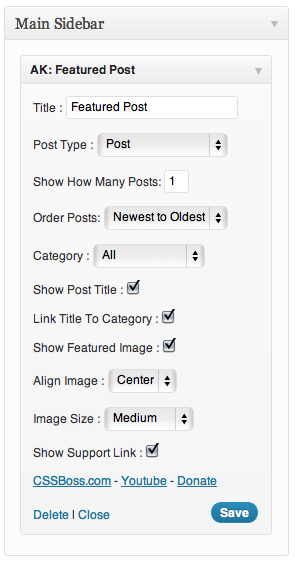 Main Sidebar
AK: Featured Post
Title : Featured Post
Post Type : Post
Show How Many Posts: 1
Order Posts: Newest to Oldest
Category : All
Show Post Title :
Link Title To Category :
Show Featured Image :
Align Image : Center
Image Size : Medium
Show Support Link :
CSSBoss.com - Youtube - Donate
Delete | Close Save